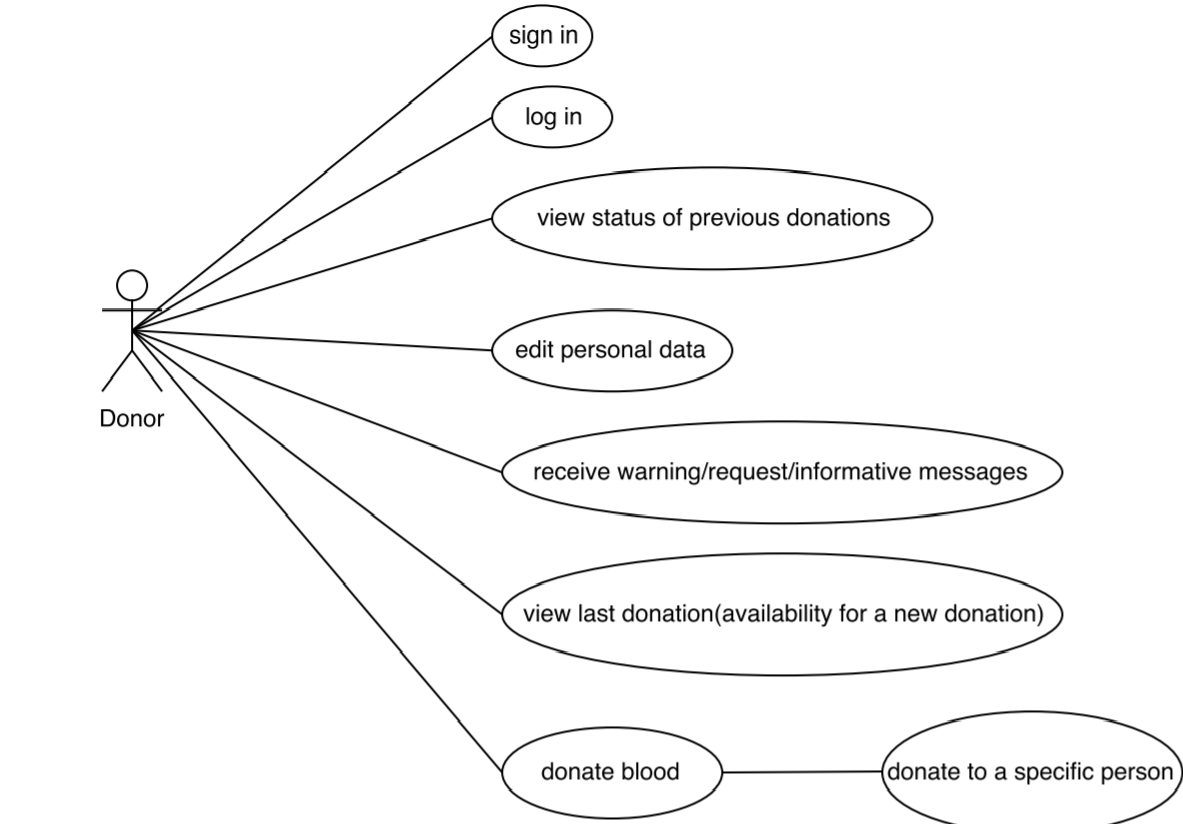 sign in
log in
view status of previous donations
edit personal data
Donor
receive warning/request/informative messages
view last donation(availability for a new donation)
donate blood
donate to a specific person